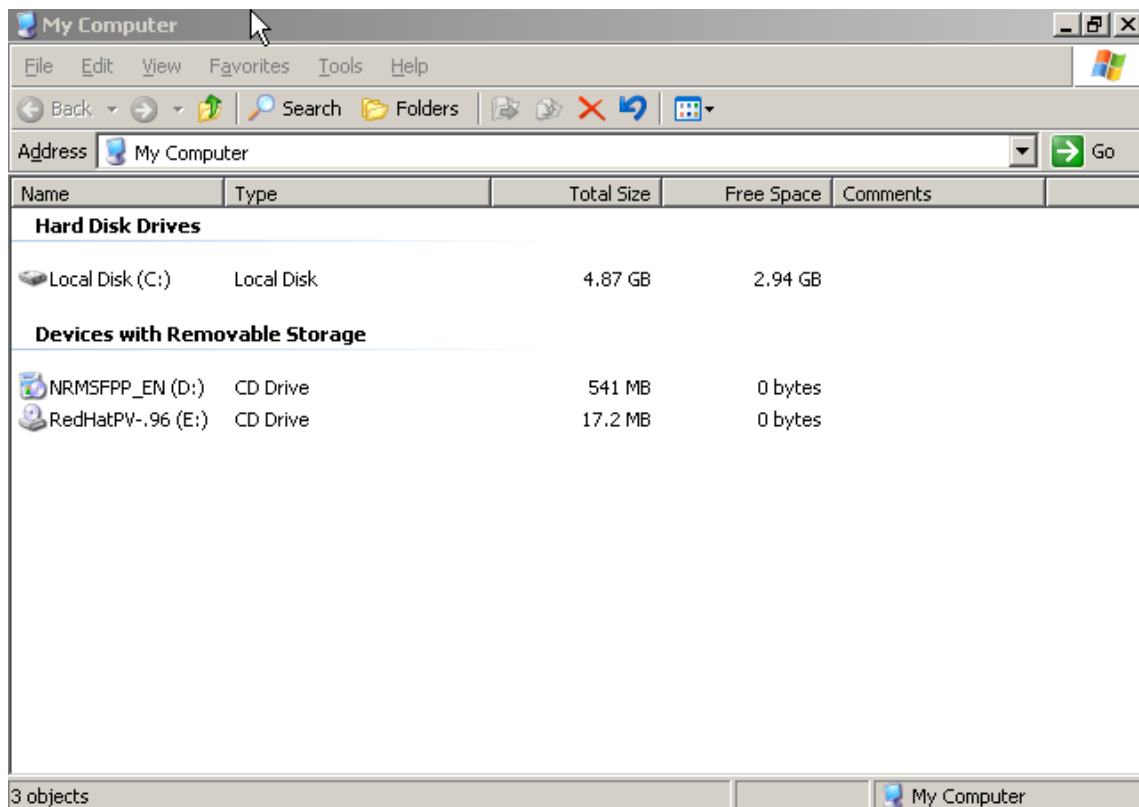 My Computer
File Edit View Favorites Tools Help
Back Search Folders
Address My Computer Go
Name Type Total Size Free Space Comments
Hard Disk Drives
Local Disk (C:) Local Disk 4.87 GB 2.94 GB
Devices with Removable Storage
NRMSFPP_EN (D:) CD Drive 541 MB 0 bytes
RedHatPV-.96 (E:) CD Drive 17.2 MB 0 bytes
3 objects My Computer